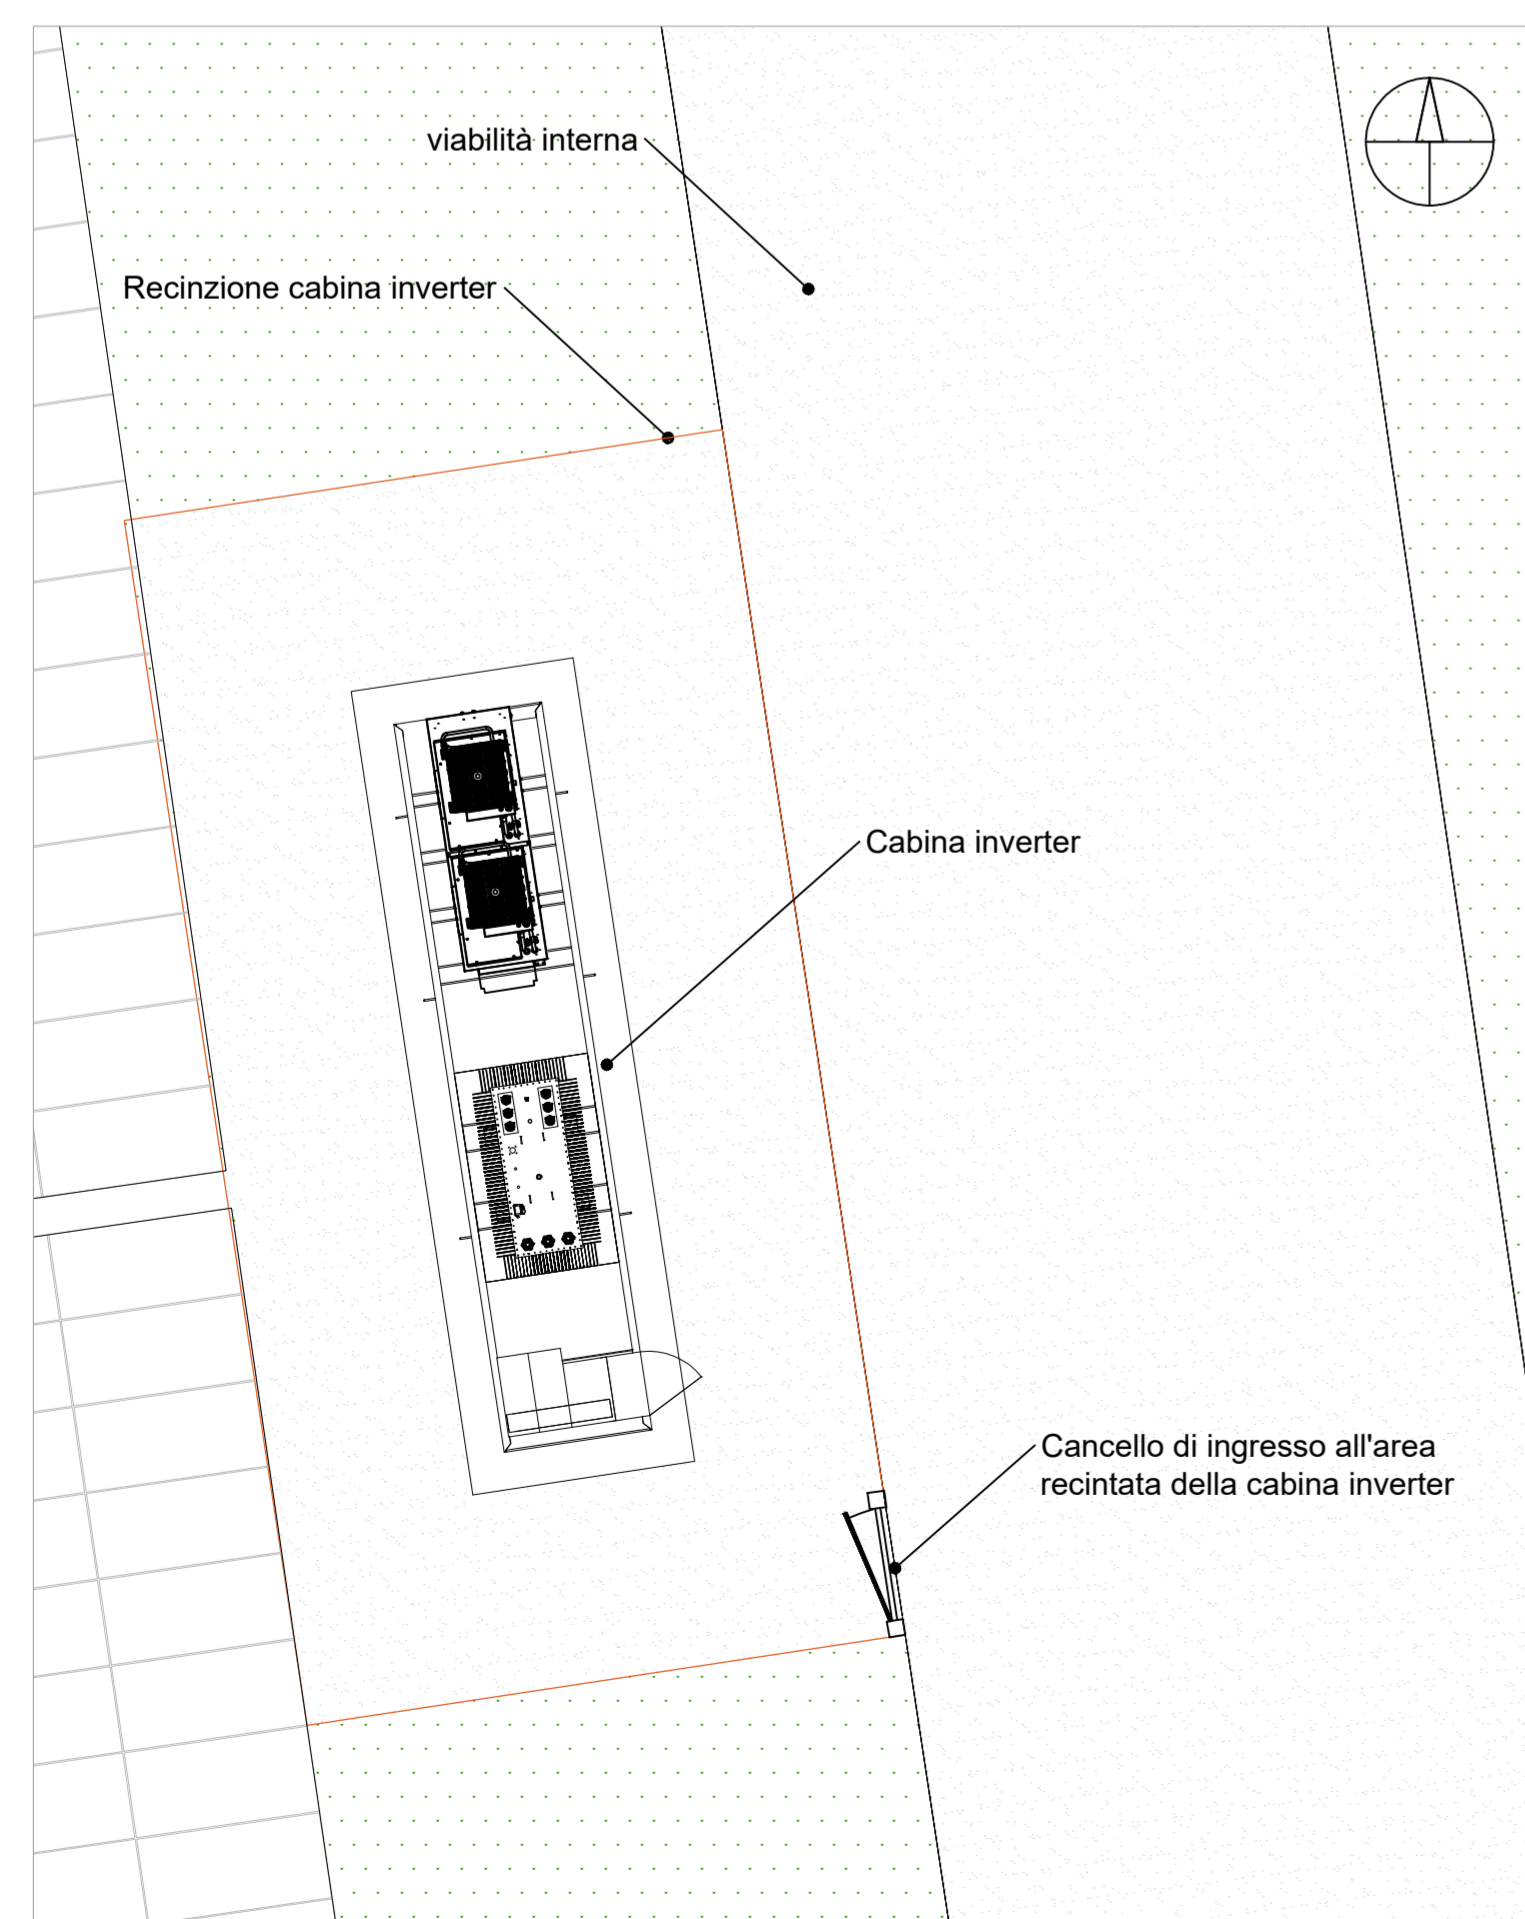 viabilità interna
Recinzione cabina inverter
Cabina inverter
Cancello di ingresso all'area
recintata della cabina inverter